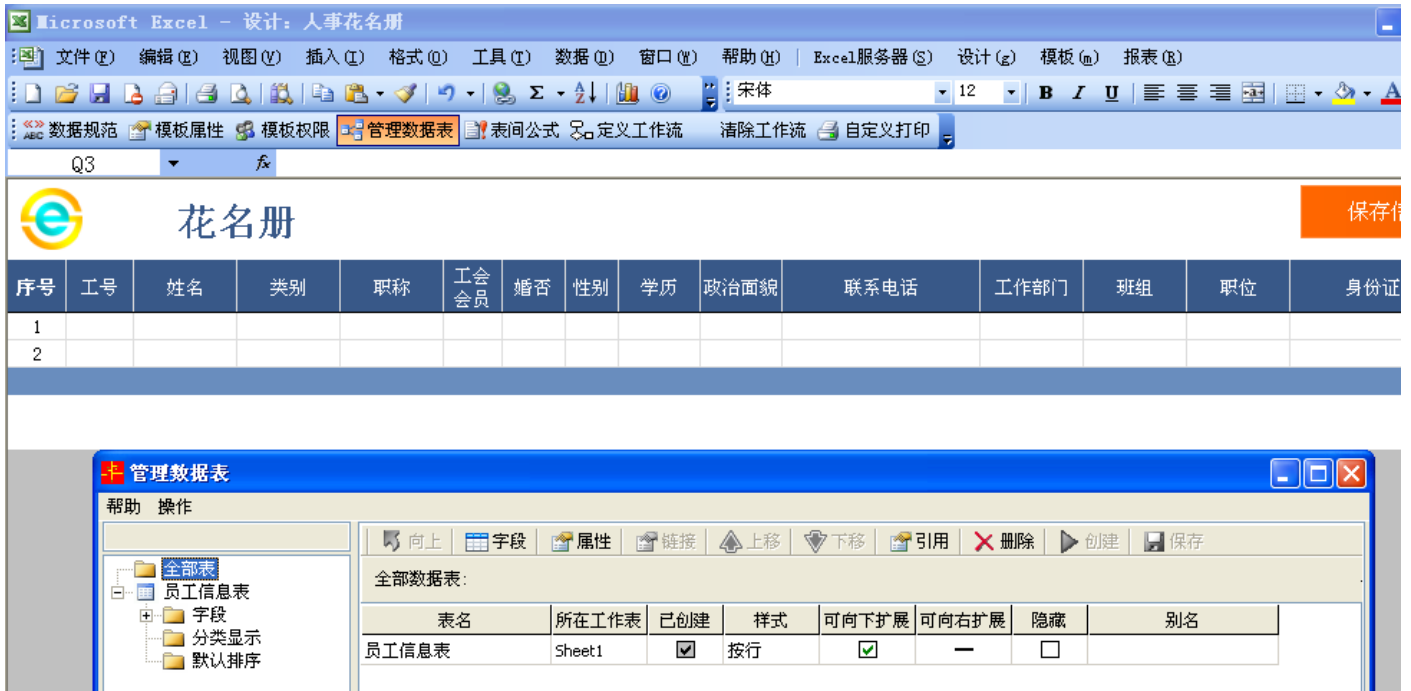 Microsoft Excel - 设计：人事花名册
文件(F) 编辑(E) 视图(V) 插入(I) 格式(O) 工具(T) 数据(D) 窗口(W) 帮助(H) Excel服务器(S) 设计(g) 模板(m) 报表(R)
宋体 12 B I U A
ABC 数据规范 模板属性 模板权限 管理数据表 表间公式 定义工作流 清除工作流 自定义打印
Q3 fx
e 花名册 保存
序号 工号 姓名 类别 职称 工会会员 婚否 性别 学历 政治面貌 联系电话 工作部门 班组 职位 身份证
1
2
管理数据表
帮助 操作
向上 字段 属性 链接 上移 下移 引用 删除 创建 保存
全部表
全部数据表:
员工信息表
字段
分类显示
默认排序
表名 所在工作表 已创建 样式 可向下扩展 可向右扩展 隐藏 别名
员工信息表 Sheet1 按行